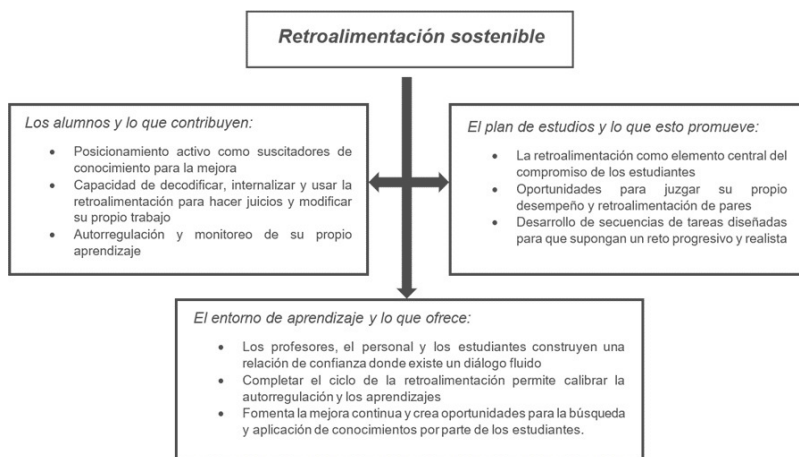 Retroalimentación sostenible
Los alumnos y lo que contribuyen:
• Posicionamiento activo como suscitadores de
conocimiento para la mejora
• Capacidad de decodificar, internalizar y usar la
retroalimentación para hacer juicios y modificar
su propio trabajo
• Autorregulación y monitoreo de su propio
aprendizaje
El plan de estudios y lo que esto promueve:
• La retroalimentación como elemento central del
compromiso de los estudiantes
• Oportunidades para juzgar su propio
desempeño y retroalimentación de pares
• Desarrollo de secuencias de tareas diseñadas
para que supongan un reto progresivo y realista
El entorno de aprendizaje y lo que ofrece:
• Los profesores, el personal y los estudiantes construyen una
relación de confianza donde existe un diálogo fluido
• Completar el ciclo de la retroalimentación permite calibrar la
autorregulación y los aprendizajes
• Fomenta la mejora continua y crea oportunidades para la búsqueda
y aplicación de conocimientos por parte de los estudiantes.